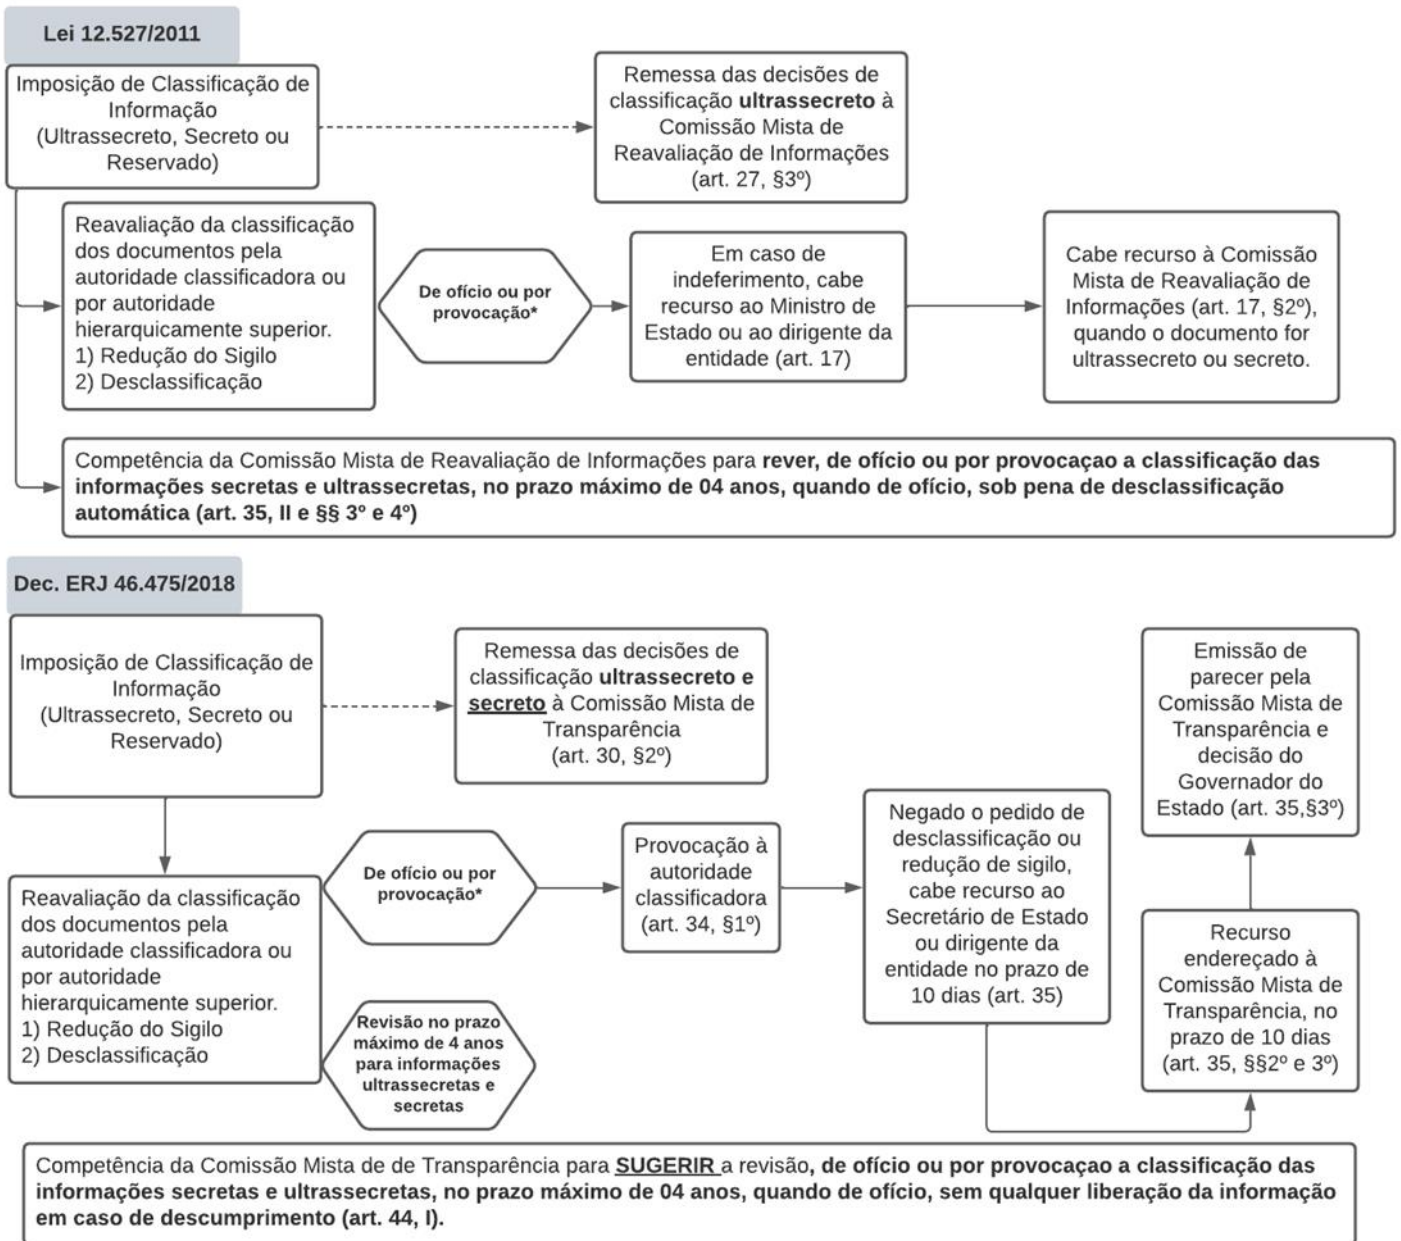 Lei 12.527/2011
Imposição de Classificação de
Informação
(Ultrassecreto, Secreto ou
Reservado)
Remessa das decisões de
classificação ultrassecreto à
Comissão Mista de
Reavaliação de Informações
(art. 27, §3º)
Reavaliação da classificação
dos documentos pela
autoridade classificadora ou
por autoridade
hierarquicamente superior.
1) Redução do Sigilo
2) Desclassificação
De ofício ou por
provocação*
Em caso de
indeferimento, cabe
recurso ao Ministro de
Estado ou ao dirigente da
entidade (art. 17)
Cabe recurso à Comissão
Mista de Reavaliação de
Informações (art. 17, §2º),
quando o documento for
ultrassecreto ou secreto.
Competência da Comissão Mista de Reavaliação de Informações para rever, de ofício ou por provocaçao a classificação das
informações secretas e ultrassecretas, no prazo máximo de 04 anos, quando de ofício, sob pena de desclassificação
automática (art. 35, II e §§ 3º e 4º)
Dec. ERJ 46.475/2018
Imposição de Classificação de
Informação
(Ultrassecreto, Secreto ou
Reservado)
Remessa das decisões de
classificação ultrassecreto e
secreto à Comissão Mista de
Transparência
(art. 30, §2º)
Reavaliação da classificação
dos documentos pela
autoridade classificadora ou
por autoridade
hierarquicamente superior.
1) Redução do Sigilo
2) Desclassificação
De ofício ou por
provocação*
Revisão no prazo
máximo de 4 anos
para informações
ultrassecretas e
secretas
Provocação à
autoridade
classificadora
(art. 34, §1º)
Negado o pedido de
desclassificação ou
redução de sigilo,
cabe recurso ao
Secretário de Estado
ou dirigente da
entidade no prazo de
10 dias (art. 35)
Recurso
endereçado à
Comissão Mista de
Transparência, no
prazo de 10 dias
(art. 35, §§2º e 3º)
Emissão de
parecer pela
Comissão Mista de
Transparência e
decisão do
Governador do
Estado (art. 35,§3º)
Competência da Comissão Mista de de Transparência para SUGERIR a revisão, de ofício ou por provocaçao a classificação das
informações secretas e ultrassecretas, no prazo máximo de 04 anos, quando de ofício, sem qualquer liberação da informação
em caso de descumprimento (art. 44, I).